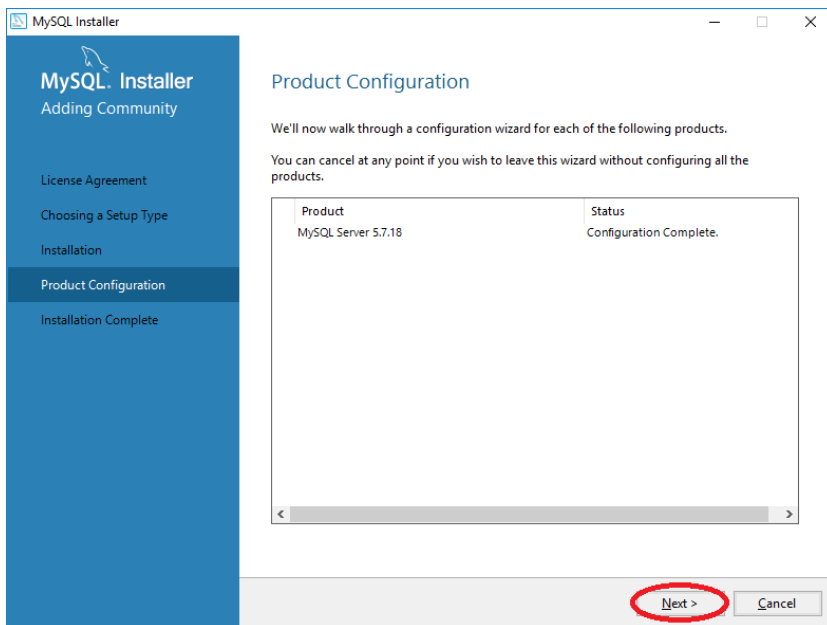 MySQL Installer
MySQL. Installer
Adding Community
License Agreement
Choosing a Setup Type
Installation
Product Configuration
Installation Complete
Product Configuration
We'll now walk through a configuration wizard for each of the following products.
You can cancel at any point if you wish to leave this wizard without configuring all the
products.
Product Status
MySQL Server 5.7.18 Configuration Complete.
Next > Cancel